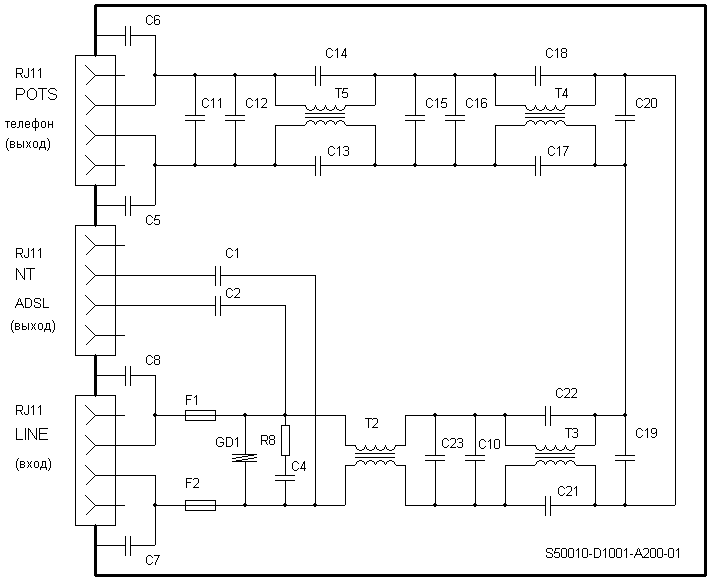 C6
C14
C18
RJ11
POTS
T5
T4
C11
C12
C15
C16
C20
телефон
(выход)
C13
C17
C5
RJ11
NT
C1
ADSL
C2
(выход)
C8
F1
C22
RJ11
LINE
T2
GD1
R8
C23
C10
T3
C19
(вход)
C4
F2
C21
C7
S50010-D1001-A200-01